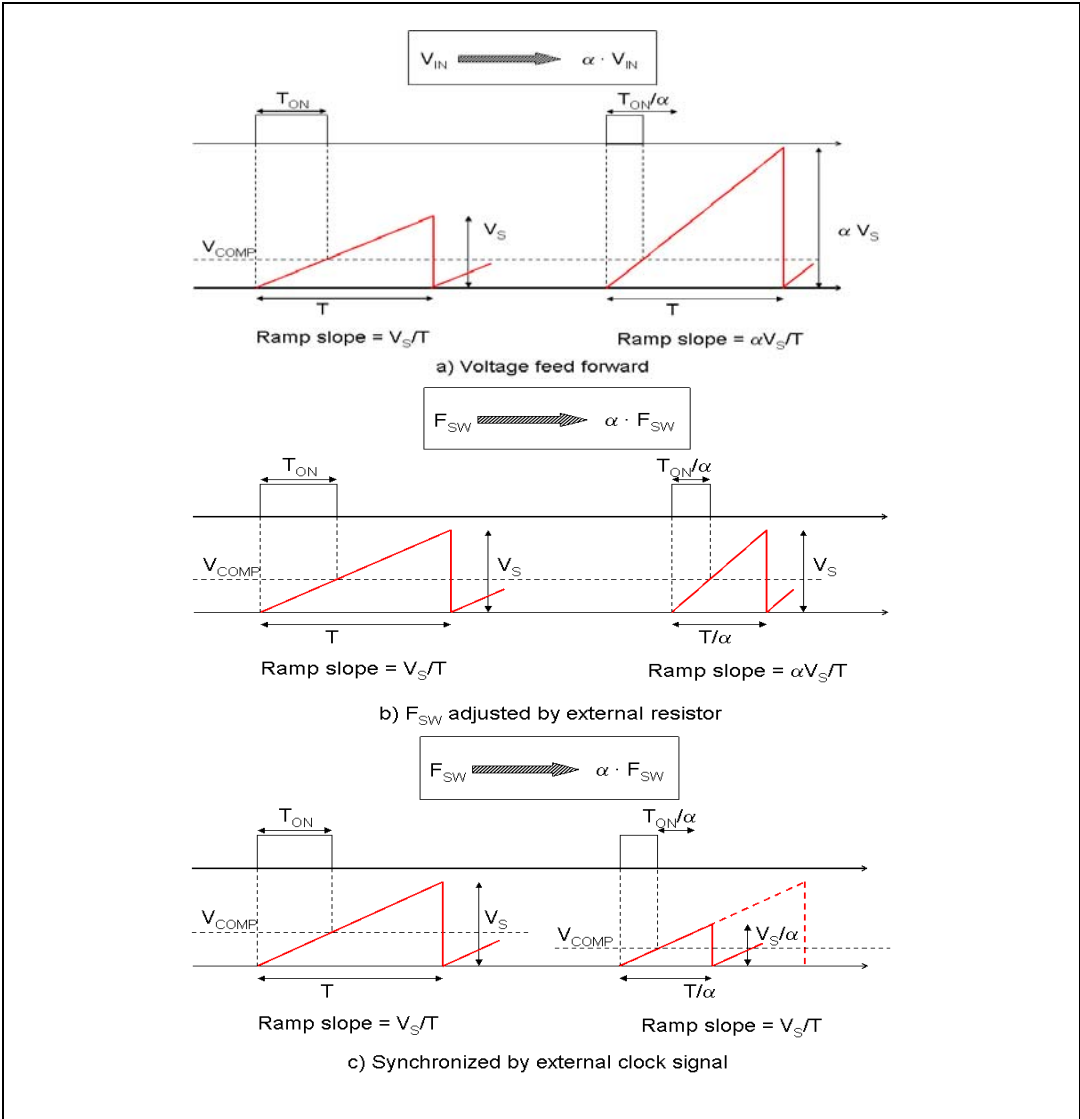 V_IN α · V_IN
T_ON T_ON/α
V_S α V_S
V_COMP
T T
Ramp slope = V_S/T Ramp slope = αV_S/T
a) Voltage feed forward
F_SW α · F_SW
T_ON T_ON/α
V_COMP V_S V_S
T T/α
Ramp slope = V_S/T Ramp slope = αV_S/T
b) F_SW adjusted by external resistor
F_SW α · F_SW
T_ON T_ON/α
V_COMP V_S V_COMP V_S/α
T T/α
Ramp slope = V_S/T Ramp slope = V_S/T
c) Synchronized by external clock signal